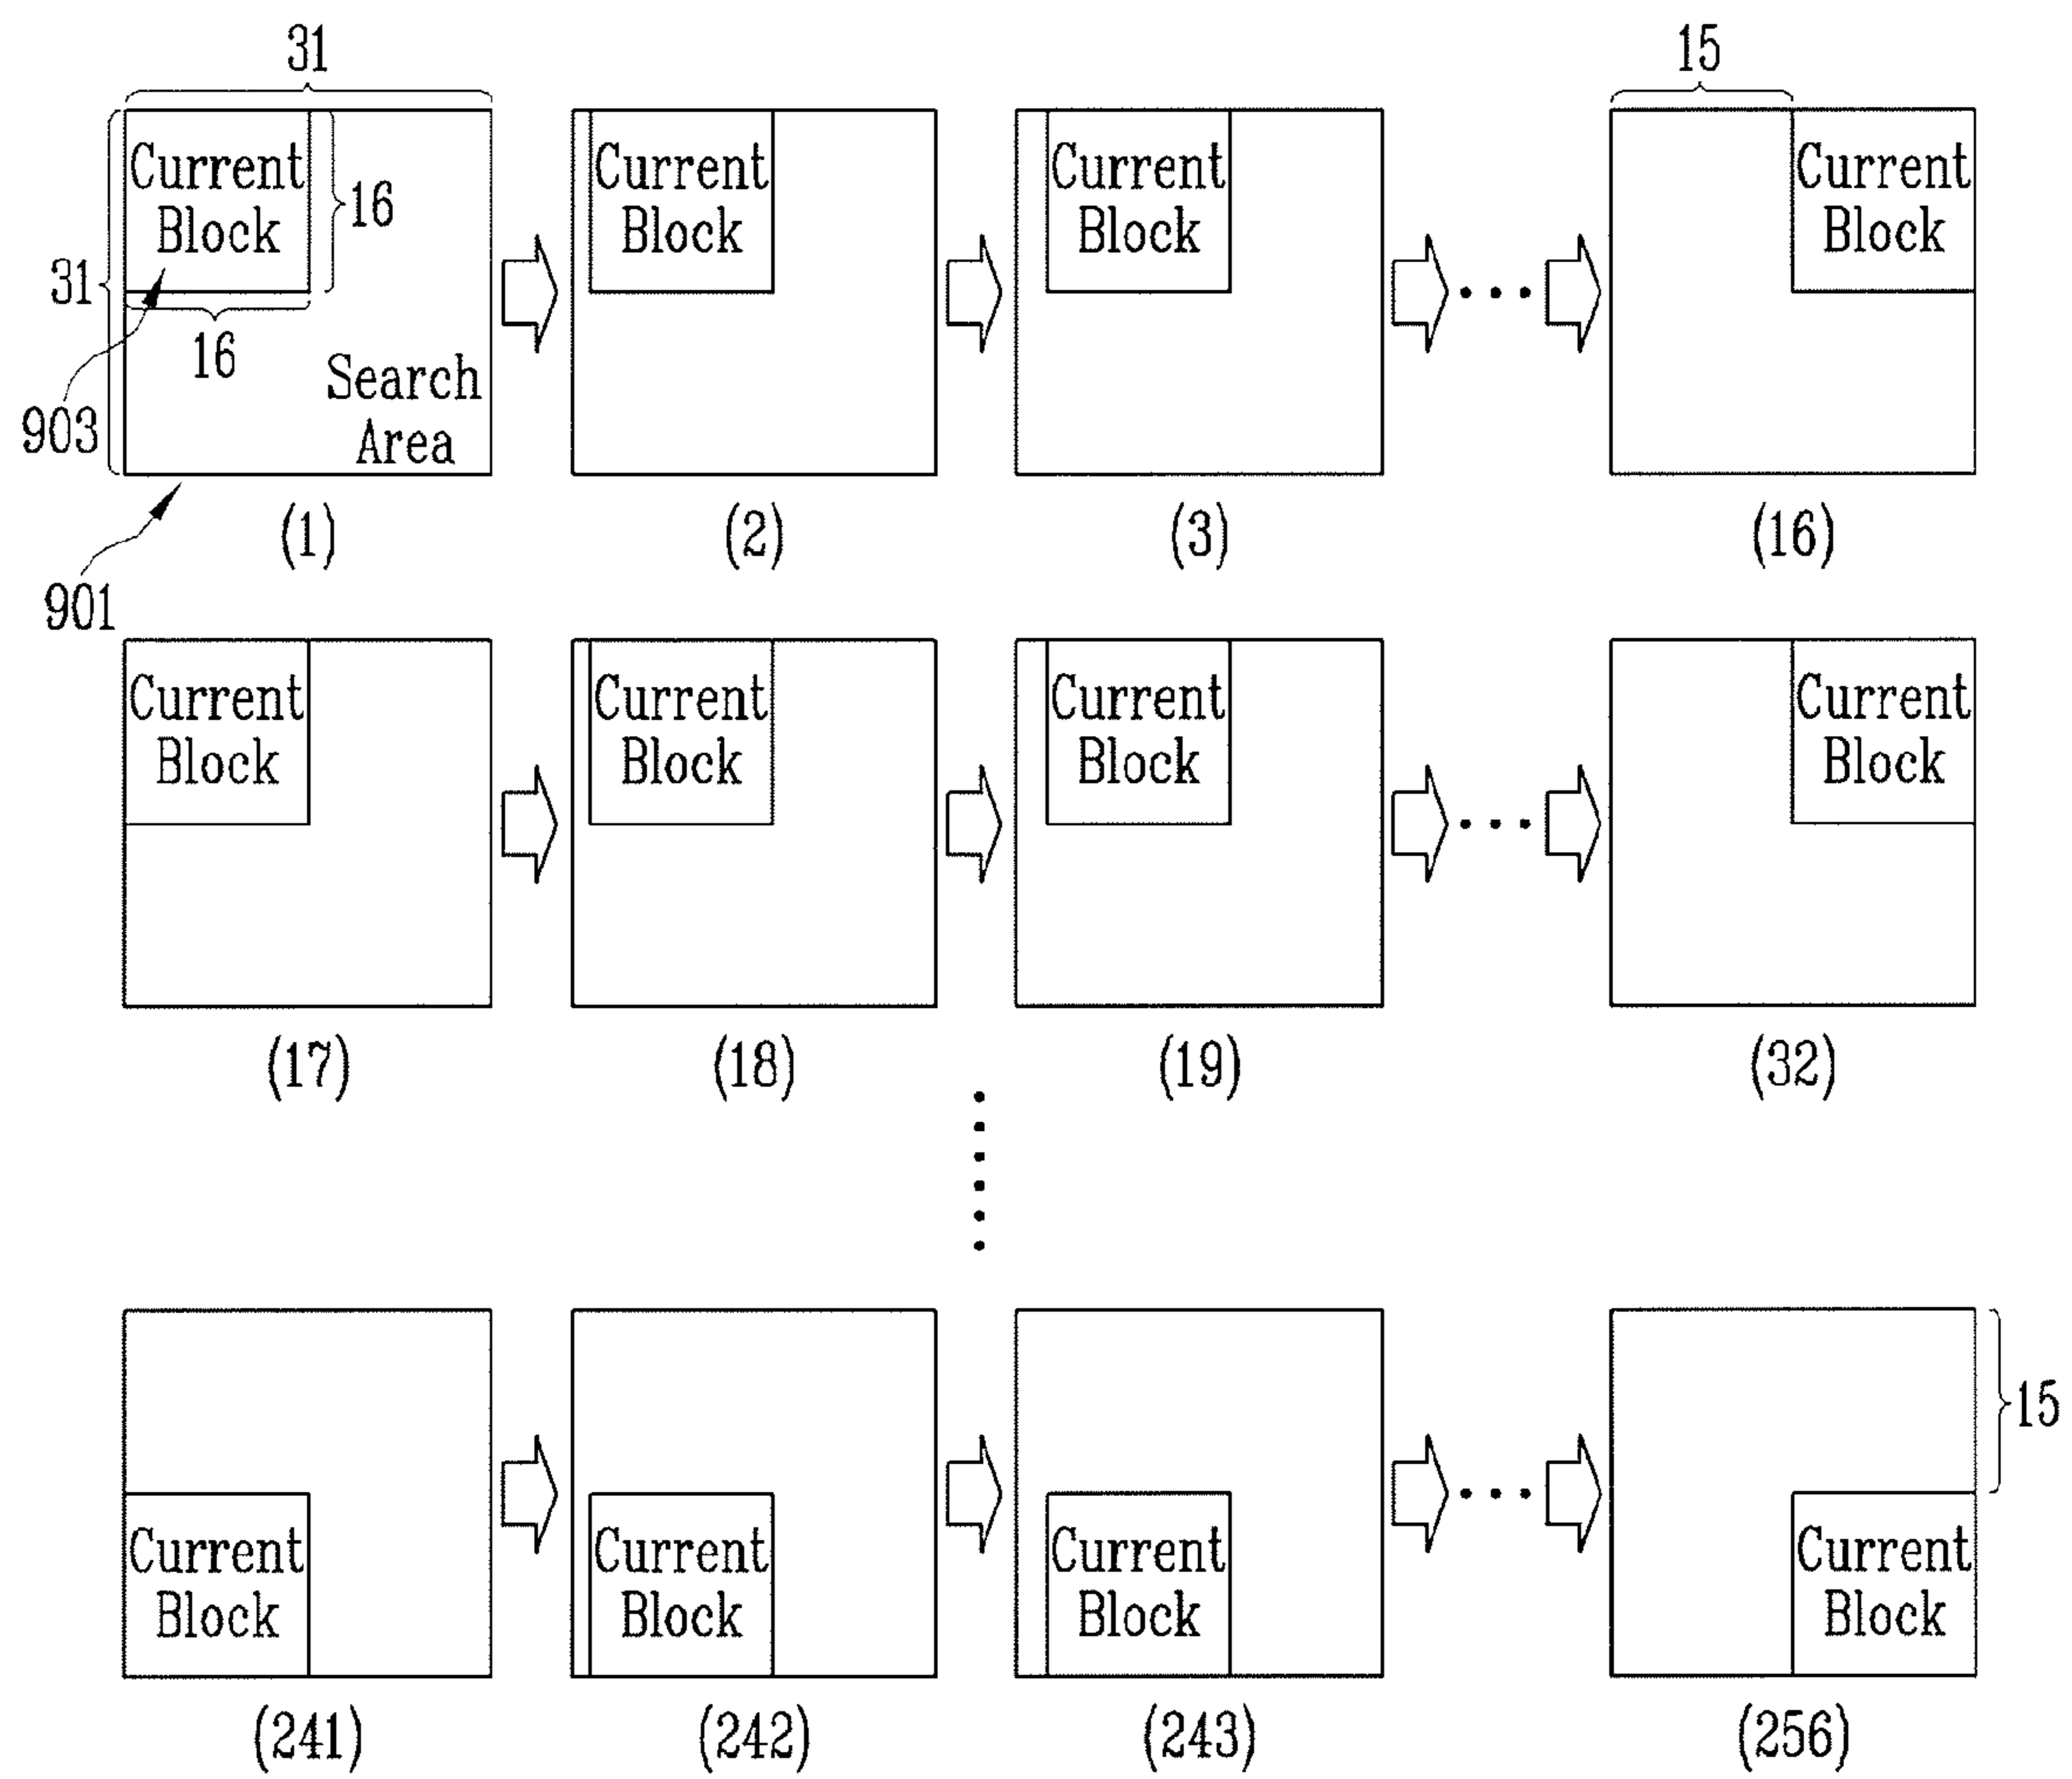 31
15
Current
Block
16
31
16
Search
Area
903
901
Current
Block
Current
Block
Current
Block
(1)
(2)
(3)
(16)
Current
Block
Current
Block
Current
Block
Current
Block
(17)
(18)
(19)
(32)
Current
Block
Current
Block
Current
Block
Current
Block
15
(241)
(242)
(243)
(256)